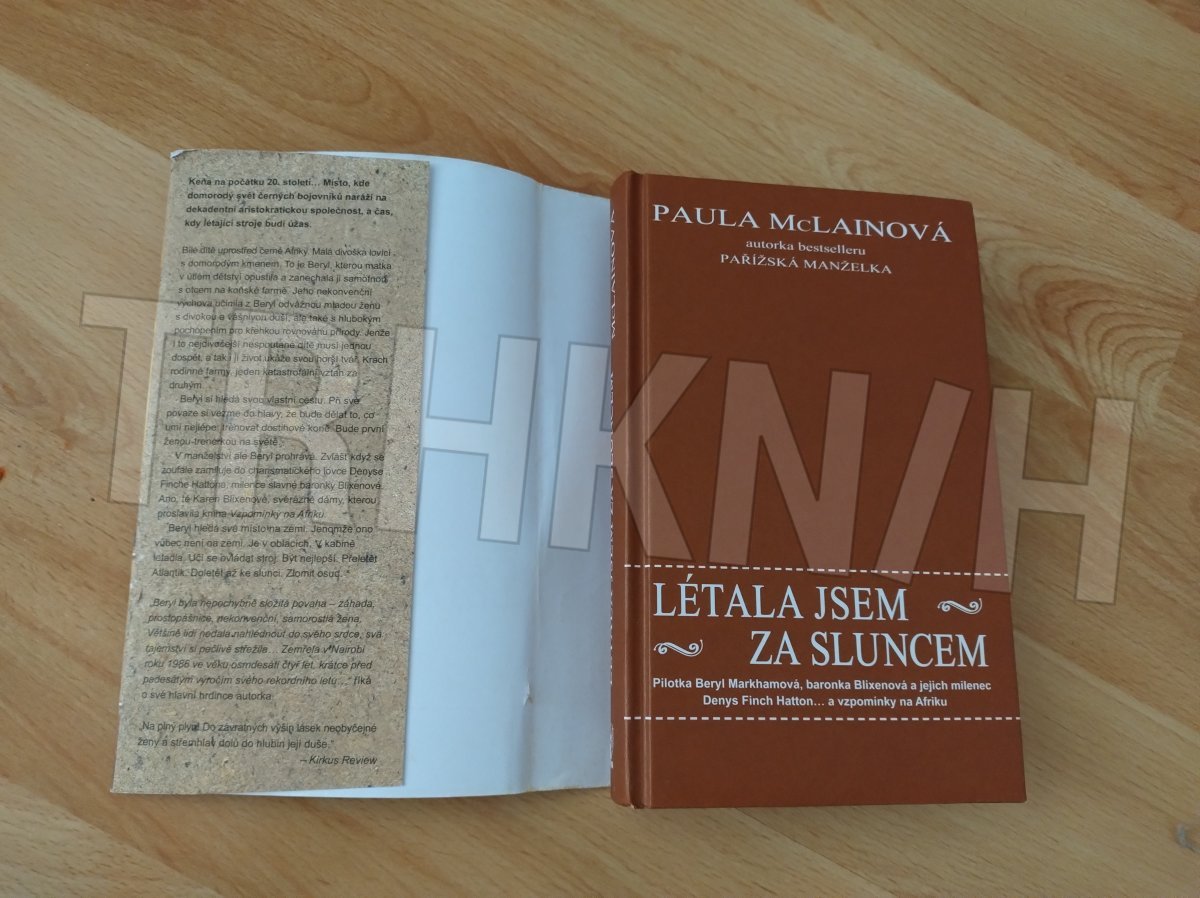 Keňa na počátku 20. století... Místo, kde
domorodý svět černých bojovníků naráží na
dekadentní aristokratickou společnost, a čas,
kdy létající stroje budí úžas.
Bílé dítě uprostřed černé Afriky. Malá divoška lovící
s domorodým kmenem. To je Beryl, kterou matka
v útlém dětství opustila a zanechala ji samotnou
s otcem na koňské farmě. Jeho nekonvenční
výchova učinila z Beryl odvážnou mladou ženu
s divokou a vášnivou duší, ale také s hlubokým
pochopením pro křehkou rovnováhu přírody. Jenže
i to nejdivočejší nespoutané dítě musí jednou
dospět, a tak i jí život ukáže svou horší tvář. Krach
rodinné farmy, jeden katastrofální vztah za
druhým...
Beryl si hledá svou vlastní cestu. Při své
povaze si vezme do hlavy, že bude dělat to, co
umí nejlépe: trénovat dostihové koně. Bude první
ženou-trenérkou na světě.
V manželství ale Beryl prohrává. Zvlášť když se
zoufale zamiluje do charismatického lovce Denyse
Finche Hattona, milence slavné baronky Blixenové.
Ano, té Karen Blixenové, svérázné dámy, kterou
proslavila kniha Vzpomínky na Afriku.
Beryl hledá své místo na zemi. Jenomže ono
vůbec není na zemi. Je v oblacích. V kabině
letadla. Učí se ovládat stroj. Být nejlepší. Přeletět
Atlantik. Doletět až ke slunci. Zlomit osud.
„Beryl byla nepochybně složitá povaha – záhada,
prostopášnice, nekonvenční, samorostlá žena.
Většině lidí nedala nahlédnout do svého srdce, svá
tajemství si pečlivě střežila... Zemřela v Nairobi
roku 1986 ve věku osmdesáti čtyř let, krátce před
padesátým výročím svého rekordního letu...“ říká
o své hlavní hrdince autorka.
„Na plný plyn! Do závratných výšin lásek neobyčejné
ženy a střemhlav dolů do hlubin její duše.“
– Kirkus Review
PAULA McLAINOVÁ
autorka bestselleru
PAŘÍŽSKÁ MANŽELKA
LÉTALA JSEM
ZA SLUNCEM
Pilotka Beryl Markhamová, baronka Blixenová a jejich milenec
Denys Finch Hatton... a vzpomínky na Afriku